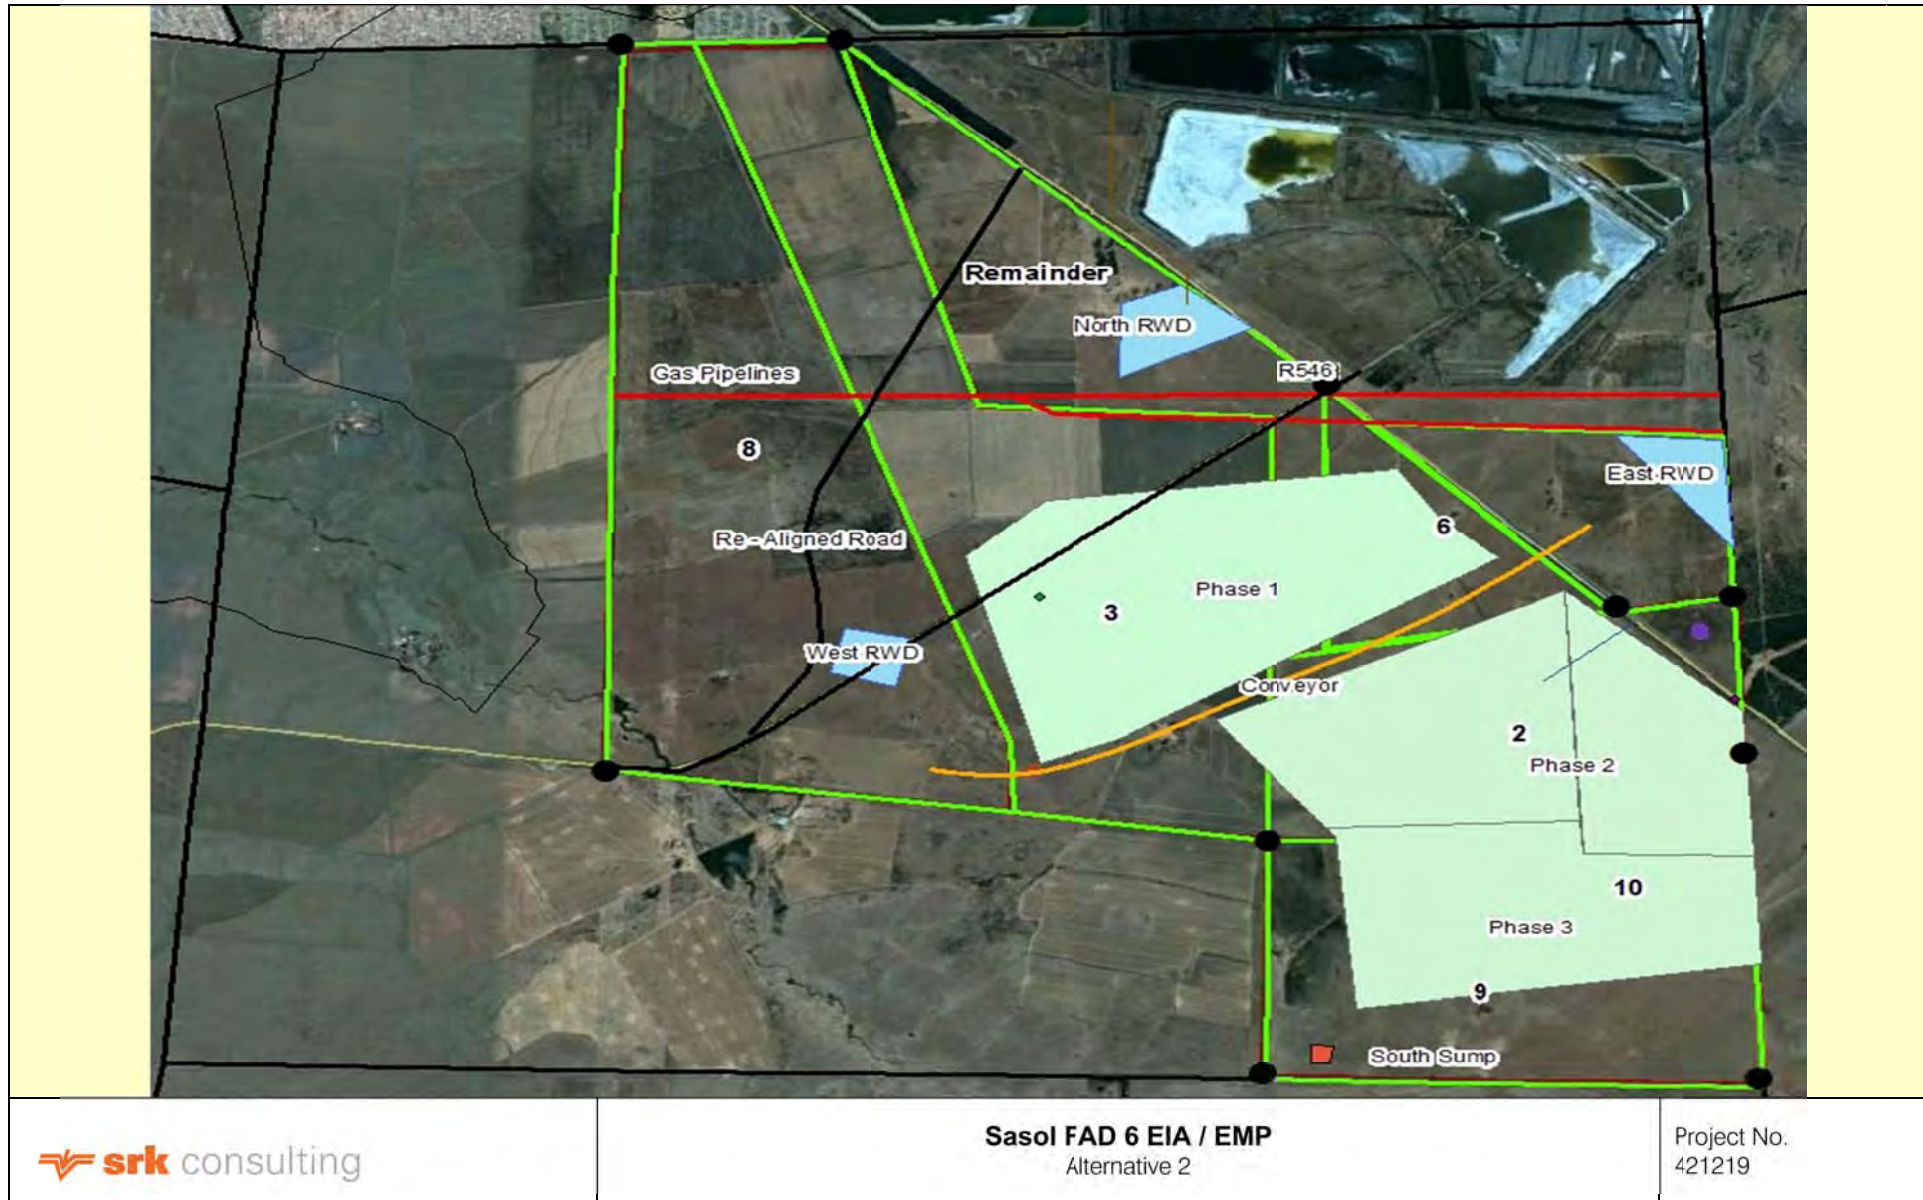 Remainder
North RWD
R546
Gas Pipelines
8
East RWD
6
Re - Aligned Road
Phase 1
3
West RWD
Conveyor
2
Phase 2
10
Phase 3
9
South Sump
srk consulting
Sasol FAD 6 EIA / EMP
Alternative 2
Project No.
421219